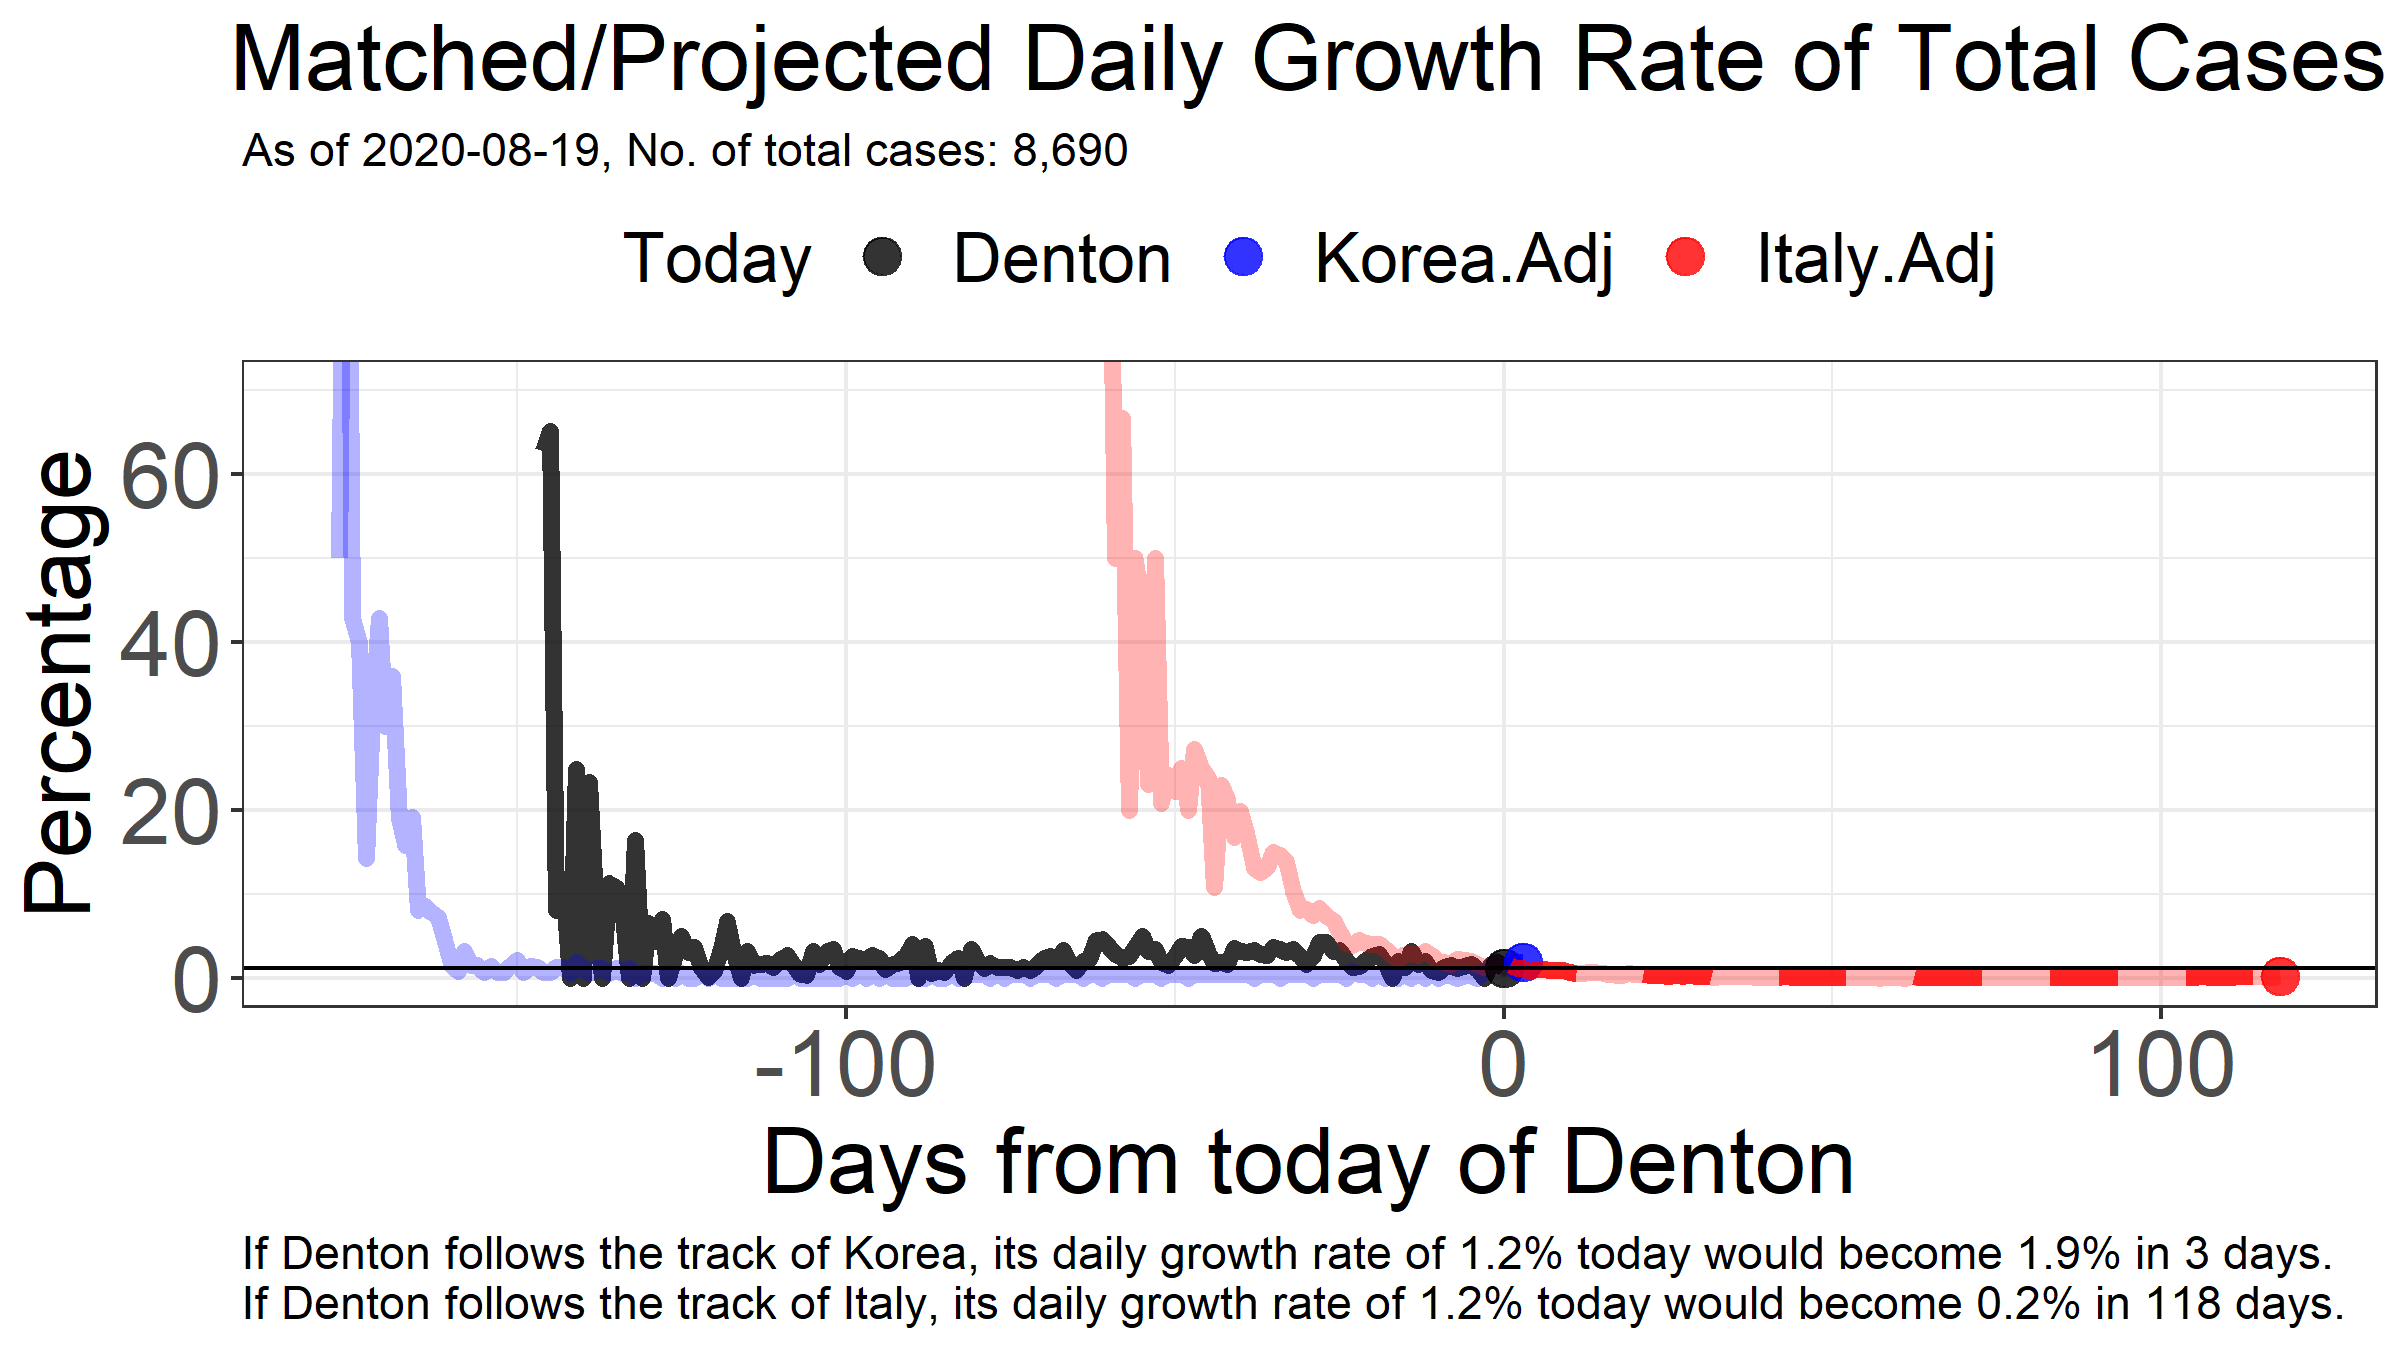 Matched/Projected Daily Growth Rate of Total Cases
As of 2020-08-19, No. of total cases: 8,690
Today Denton Korea.Adj Italy.Adj
Percentage
60
40
20
0
-100 0 100
Days from today of Denton
If Denton follows the track of Korea, its daily growth rate of 1.2% today would become 1.9% in 3 days.
If Denton follows the track of Italy, its daily growth rate of 1.2% today would become 0.2% in 118 days.